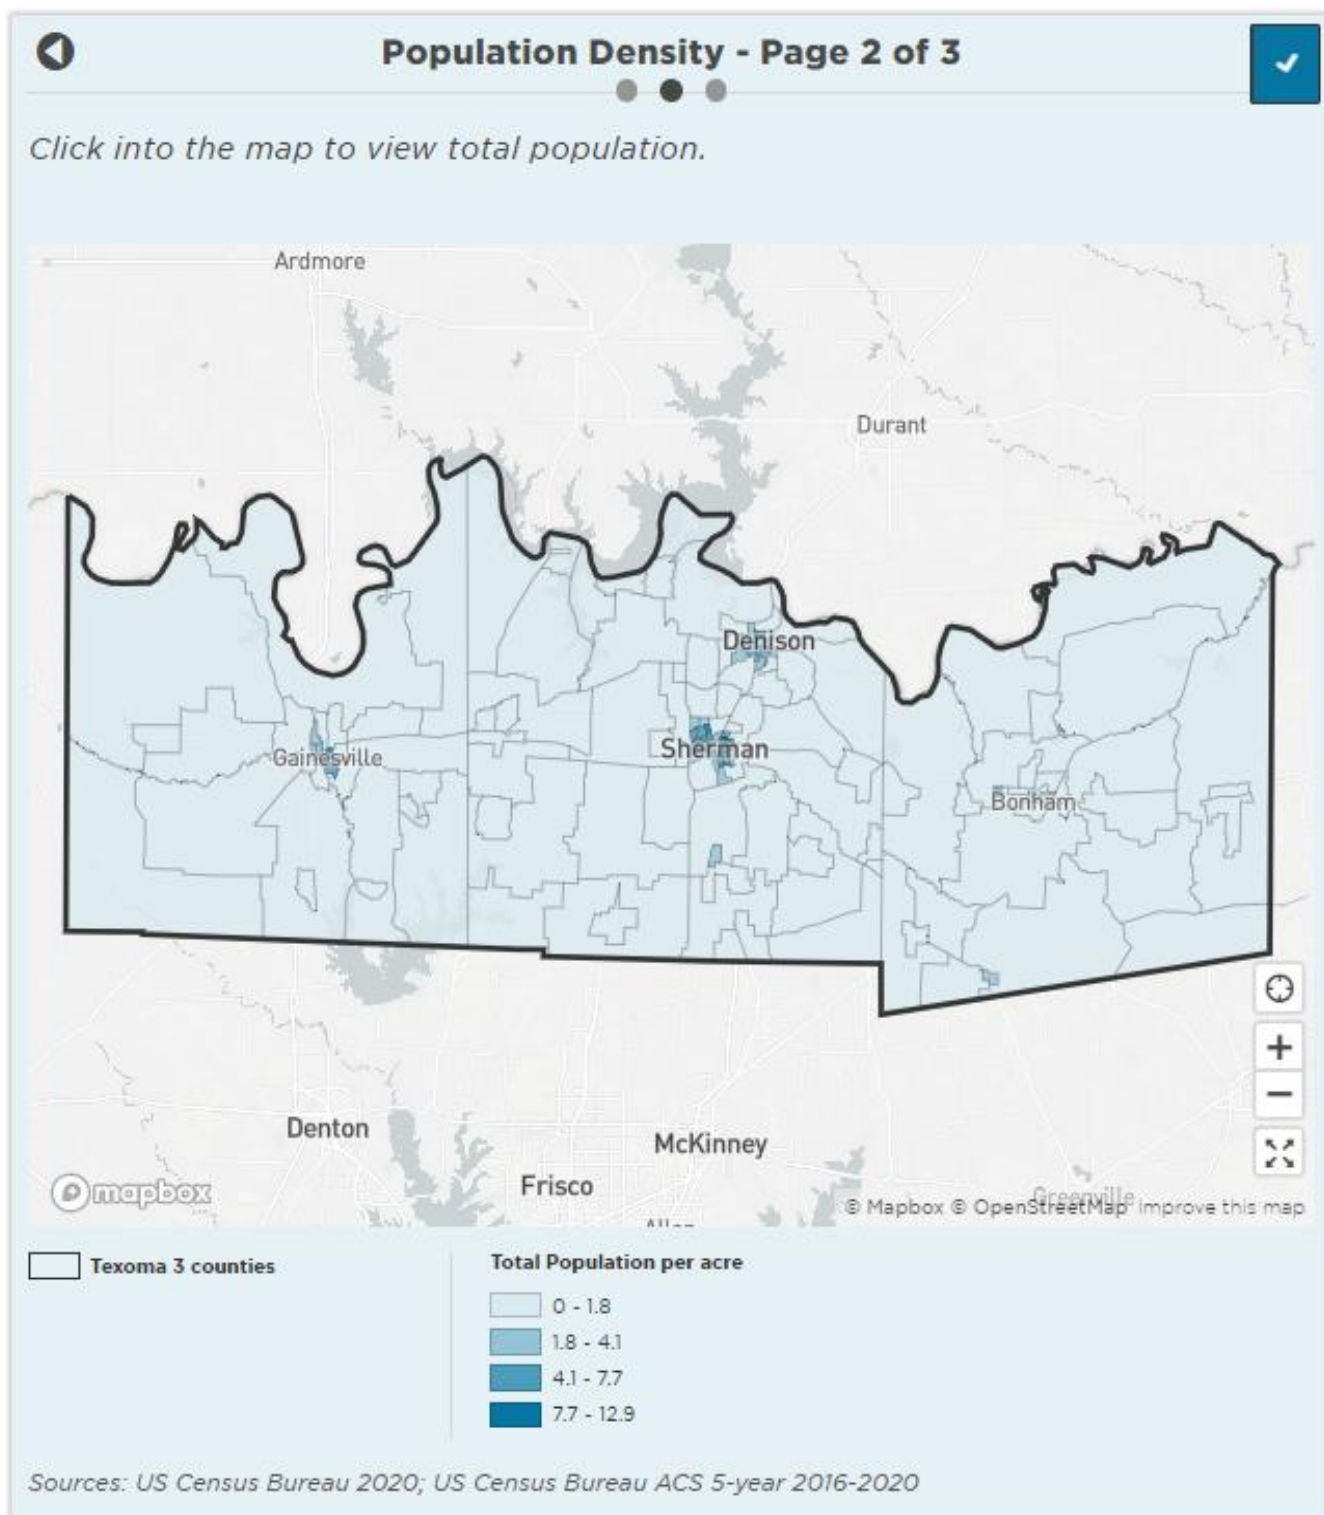 Population Density - Page 2 of 3
Click into the map to view total population.
Ardmore
Durant
Denison
Sherman
Gainesville
Bonham
Denton
McKinney
Frisco
Greenville
mapbox
© Mapbox © OpenStreetMap Improve this map
Texoma 3 counties
Total Population per acre
0 - 1.8
1.8 - 4.1
4.1 - 7.7
7.7 - 12.9
Sources: US Census Bureau 2020; US Census Bureau ACS 5-year 2016-2020